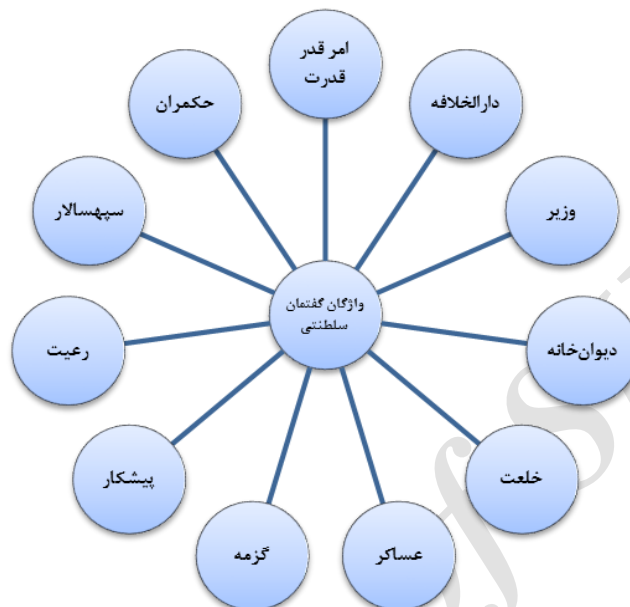 امر قدر
قدرت
دارالخلافه
وزیر
دیوان‌خانه
خلعت
عساکر
گزمه
پیشکار
رعیت
سپهسالار
حکمران
واژگان گفتمان
سلطنتی